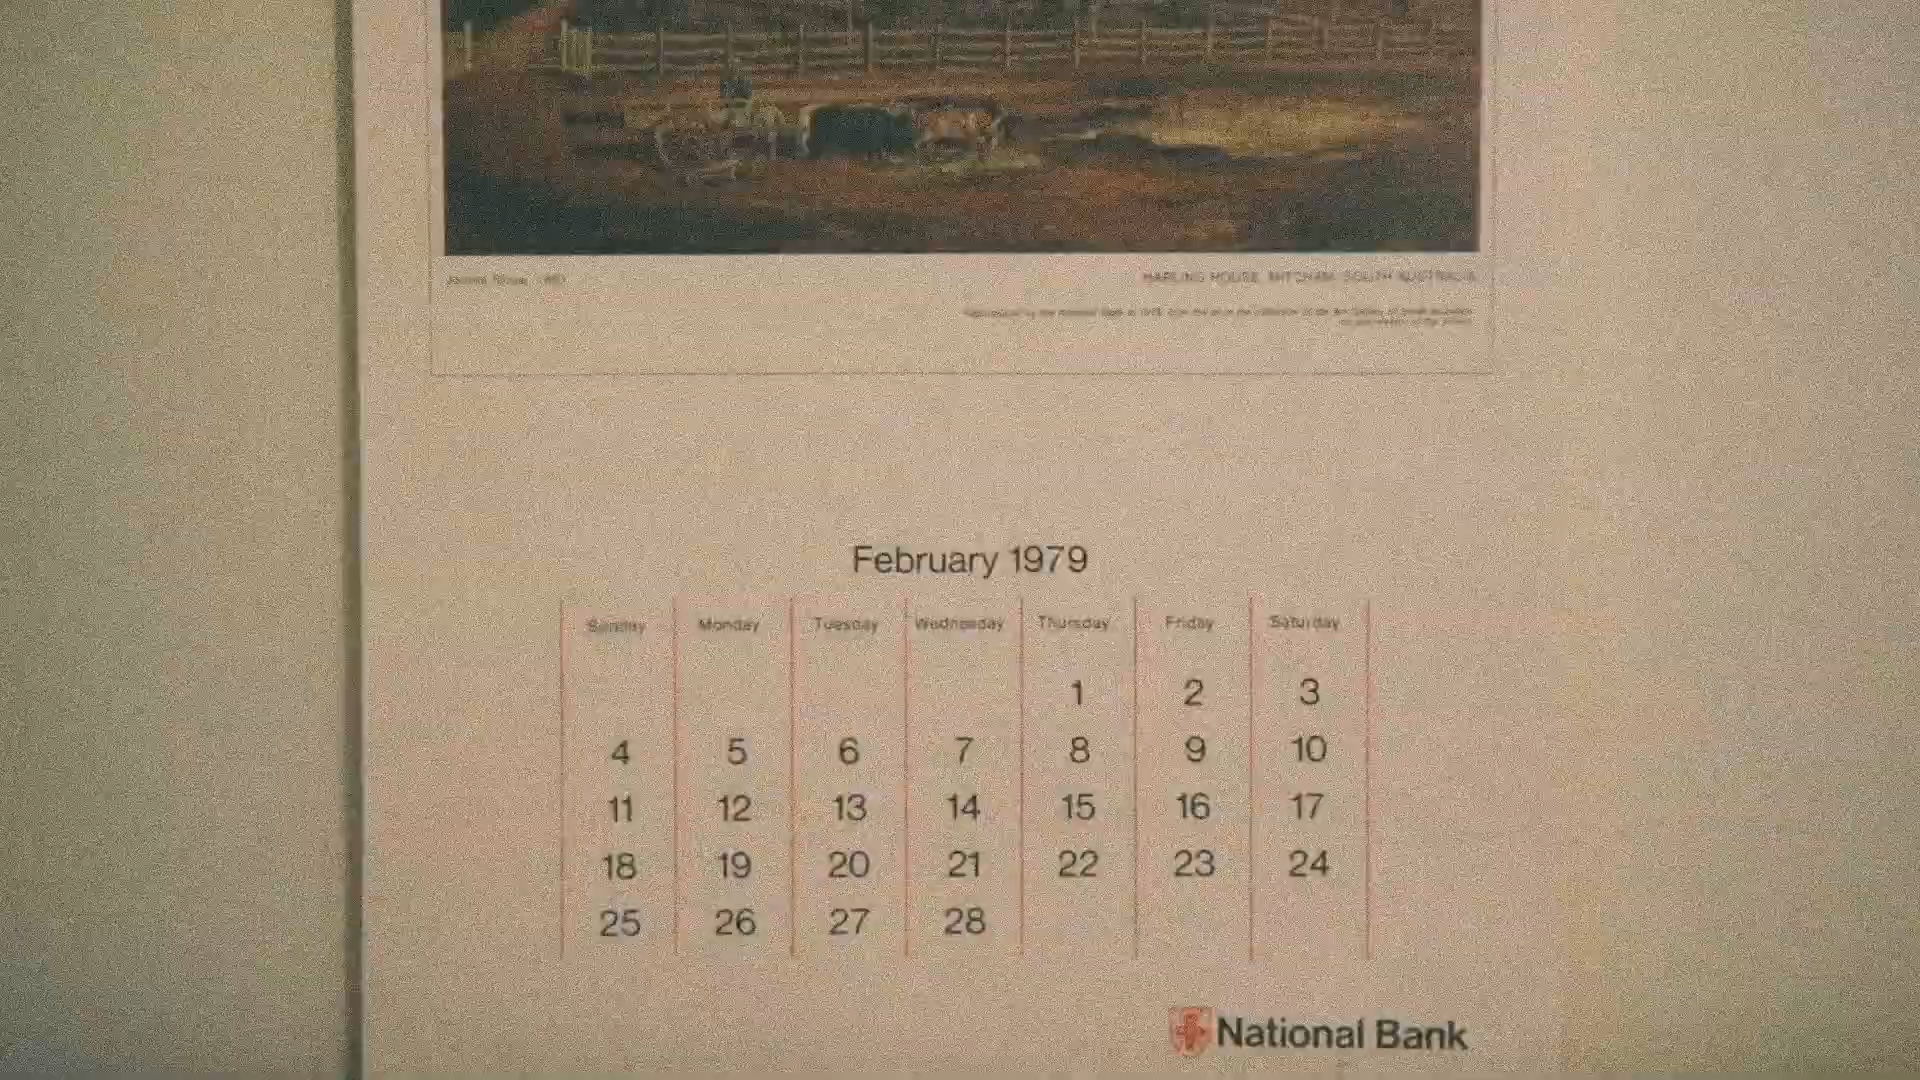 HARLING HOUSE, MITCHAM, SOUTH AUSTRALIA
February 1979
Sunday Monday Tuesday Wednesday Thursday Friday Saturday
1 2 3
4 5 6 7 8 9 10
11 12 13 14 15 16 17
18 19 20 21 22 23 24
25 26 27 28
National Bank